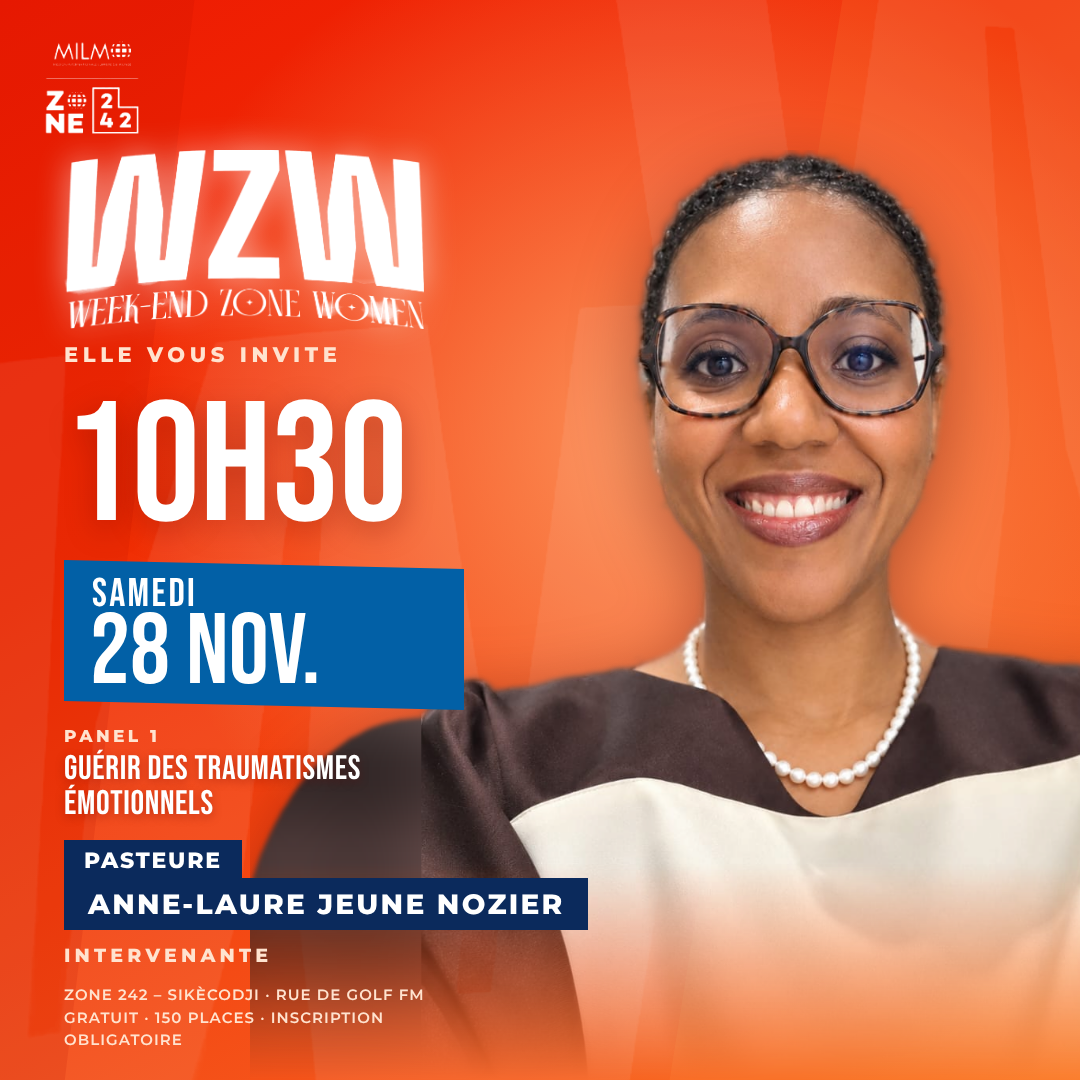 MILM
Z NE 242
WZW
WEEK-END ZONE WOMEN
ELLE VOUS INVITE
10H30
SAMEDI
28 NOV.
PANEL 1
GUÉRIR DES TRAUMATISMES
ÉMOTIONNELS
PASTEURE
ANNE-LAURE JEUNE NOZIER
INTERVENANTE
ZONE 242 – SIKÈCODJI · RUE DE GOLF FM
GRATUIT · 150 PLACES · INSCRIPTION
OBLIGATOIRE